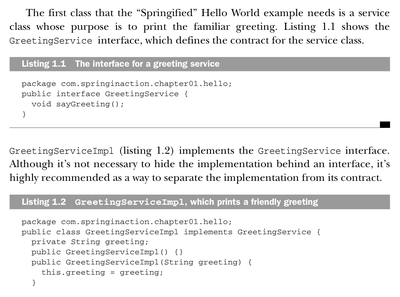 The first class that the “Springified” Hello World example needs is a service
class whose purpose is to print the familiar greeting. Listing 1.1 shows the
GreetingService interface, which defines the contract for the service class.
Listing 1.1 The interface for a greeting service
package com.springinaction.chapter01.hello;
public interface GreetingService {
  void sayGreeting();
}
GreetingServiceImpl (listing 1.2) implements the GreetingService interface.
Although it’s not necessary to hide the implementation behind an interface, it’s
highly recommended as a way to separate the implementation from its contract.
Listing 1.2 GreetingServiceImpl, which prints a friendly greeting
package com.springinaction.chapter01.hello;
public class GreetingServiceImpl implements GreetingService {
  private String greeting;
  public GreetingServiceImpl() {}
  public GreetingServiceImpl(String greeting) {
    this.greeting = greeting;
  }